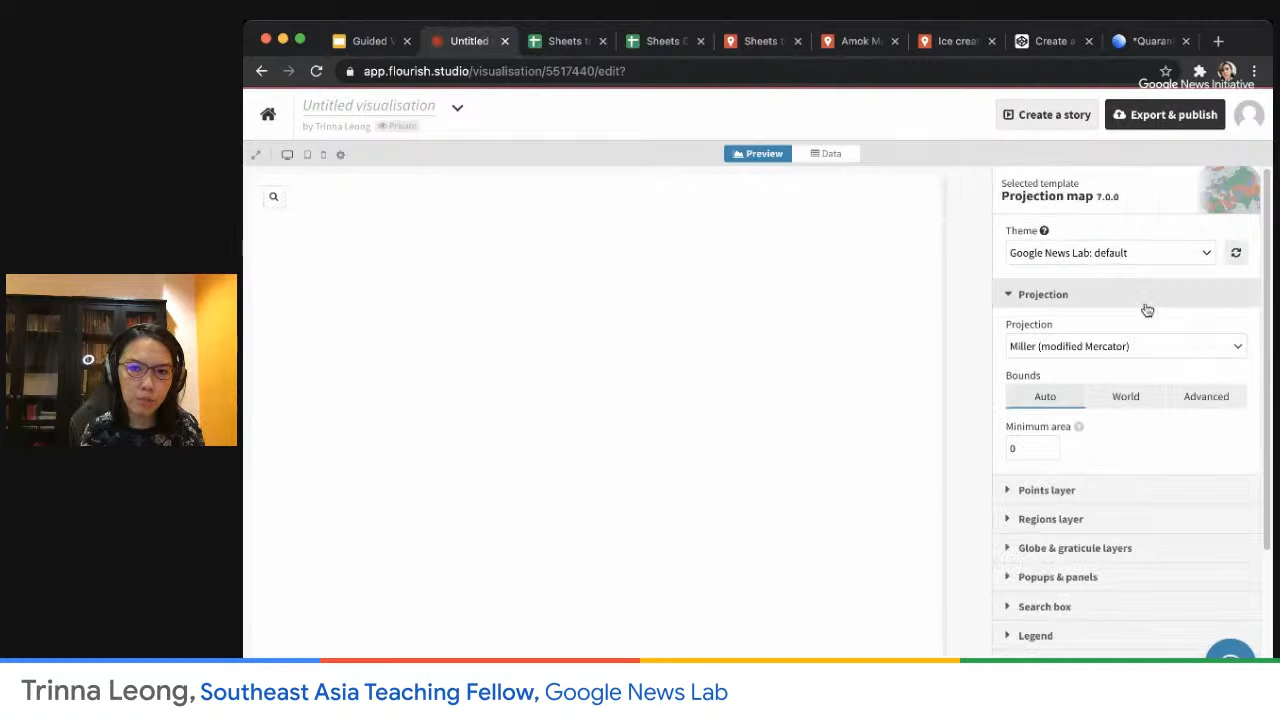 Guided V
Untitled
Sheets to
Sheets C
Sheets t
Amok M
Ice crea
Create a
*Quaran
app.flourish.studio/visualisation/5517440/edit?
Google News Initiative
Untitled visualisation
by Trinna Leong
Private
Create a story
Export & publish
Preview
Data
Selected template
Projection map 7.0.0
Theme
Google News Lab: default
Projection
Projection
Miller (modified Mercator)
Bounds
Auto
World
Advanced
Minimum area
0
Points layer
Regions layer
Globe & graticule layers
Popups & panels
Search box
Legend
Trinna Leong, Southeast Asia Teaching Fellow, Google News Lab